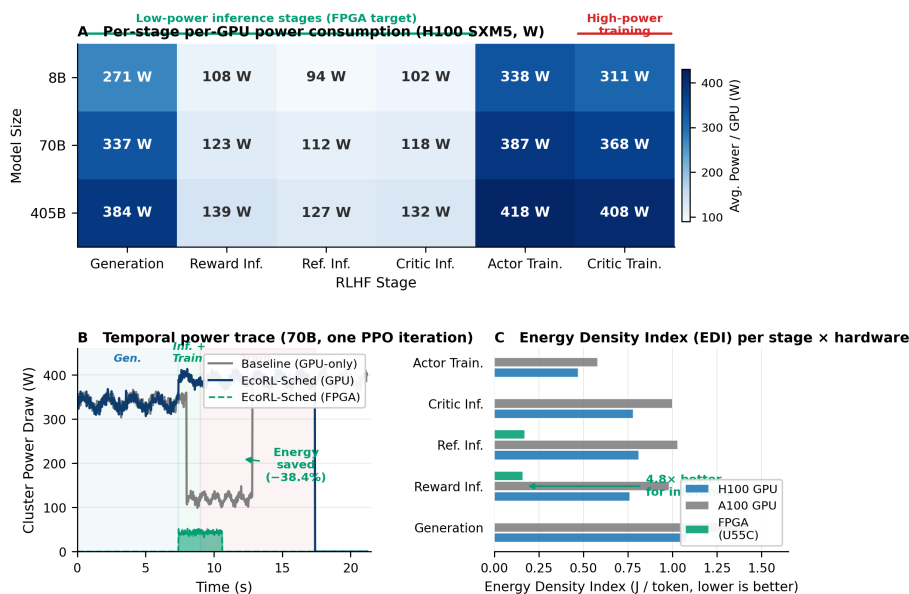 Low-power inference stages (FPGA target)
High-power
training
A Per-stage per-GPU power consumption (H100 SXM5, W)
Model Size
8B
70B
405B
271 W 108 W 94 W 102 W 338 W 311 W
337 W 123 W 112 W 118 W 387 W 368 W
384 W 139 W 127 W 132 W 418 W 408 W
Generation Reward Inf. Ref. Inf. Critic Inf. Actor Train. Critic Train.
RLHF Stage
400
300
200
100
Avg. Power / GPU (W)
B Temporal power trace (70B, one PPO iteration)
Gen.
Inf. +
Train
Baseline (GPU-only)
EcoRL-Sched (GPU)
EcoRL-Sched (FPGA)
Energy
saved
(−38.4%)
Cluster Power Draw (W)
400
300
200
100
0
0 5 10 15 20
Time (s)
C Energy Density Index (EDI) per stage × hardware
Actor Train.
Critic Inf.
Ref. Inf.
Reward Inf.
Generation
4.8× better
for in
H100 GPU
A100 GPU
FPGA
(U55C)
0.00 0.25 0.50 0.75 1.00 1.25 1.50
Energy Density Index (J / token, lower is better)